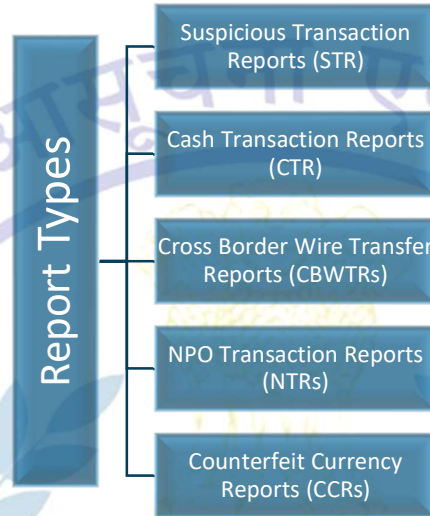 Report Types
Suspicious Transaction
Reports (STR)
Cash Transaction Reports
(CTR)
Cross Border Wire Transfer
Reports (CBWTRs)
NPO Transaction Reports
(NTRs)
Counterfeit Currency
Reports (CCRs)